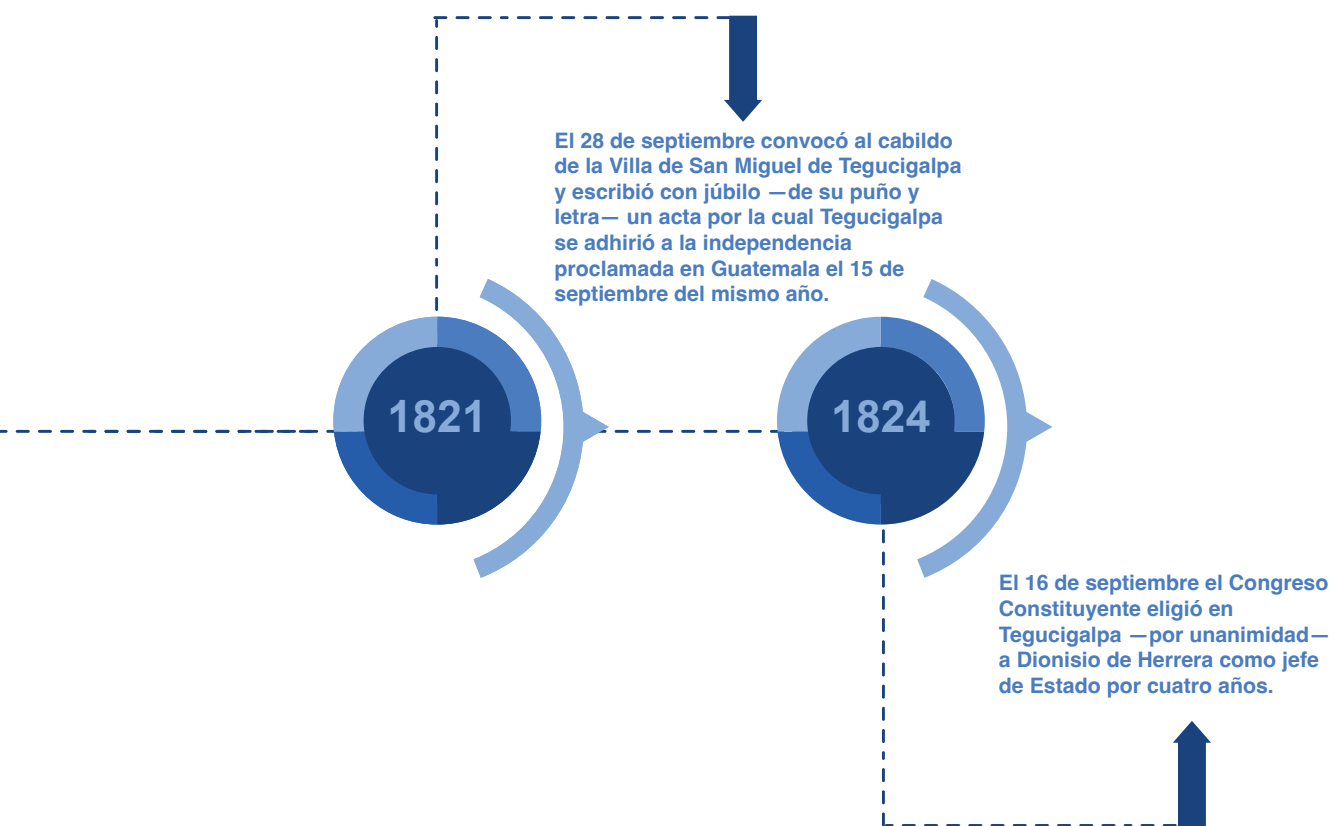 El 28 de septiembre convocó al cabildo
de la Villa de San Miguel de Tegucigalpa
y escribió con júbilo —de su puño y
letra— un acta por la cual Tegucigalpa
se adhirió a la independencia
proclamada en Guatemala el 15 de
septiembre del mismo año.
1821
1824
El 16 de septiembre el Congreso
Constituyente eligió en
Tegucigalpa —por unanimidad—
a Dionisio de Herrera como jefe
de Estado por cuatro años.